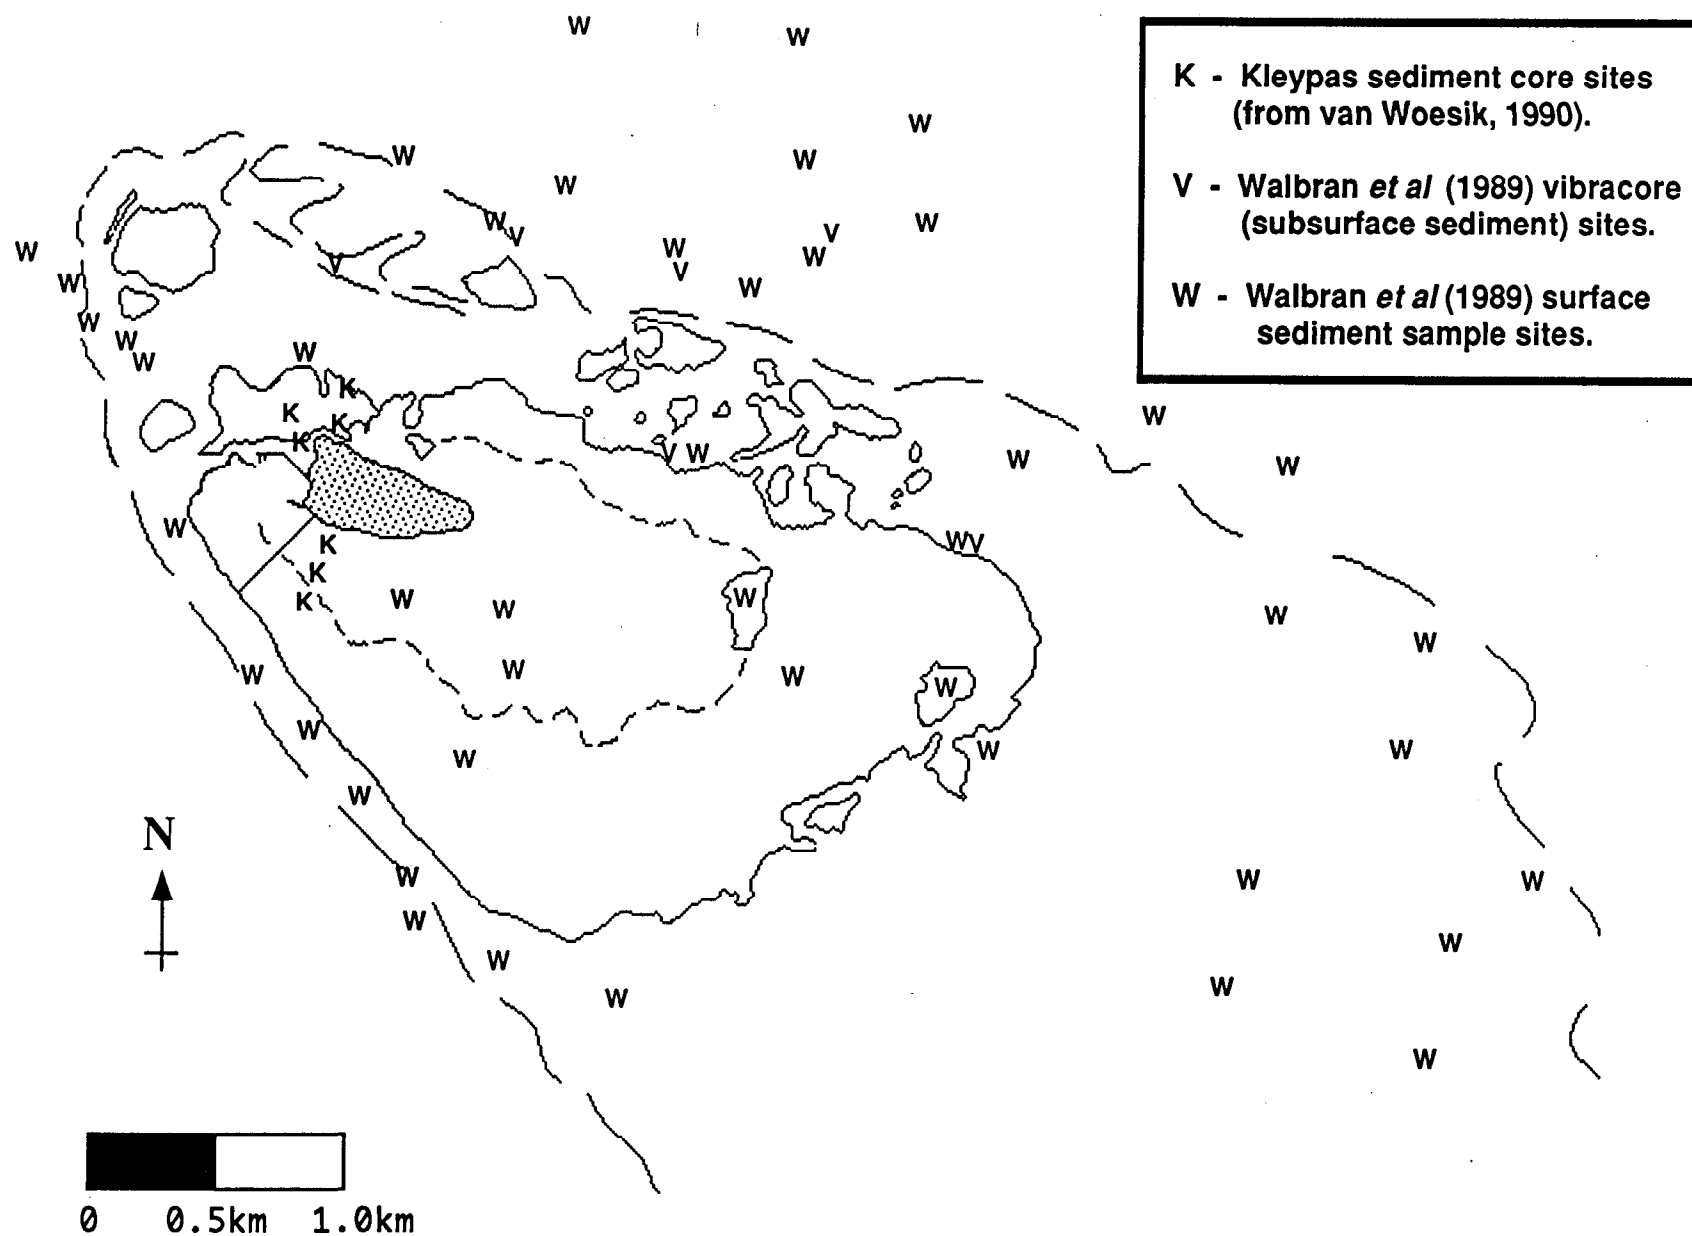 W W
K - Kleypas sediment core sites
(from van Woesik, 1990).
V - Walbran et al (1989) vibracore
(subsurface sediment) sites.
W - Walbran et al (1989) surface
sediment sample sites.
W
W W
W
W V V W
W V W W
V
W W
W
W
W W
K
K K W
K V W W W
W K W V
K
K W W W W
W
W W W W
W W W W
W
N
W W W
W W
W W
W
W
0 0.5km 1.0km